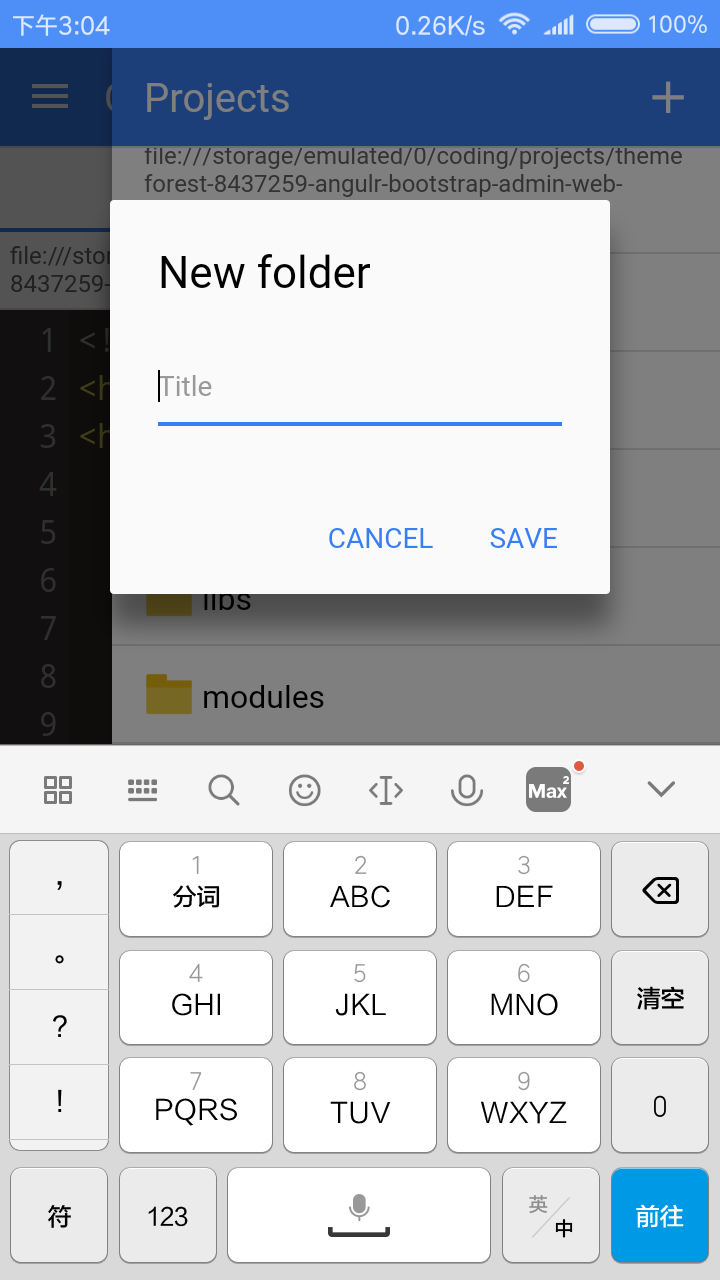 下午3:04
0.26K/s
100%
Projects
file:///storage/emulated/0/coding/projects/theme
forest-8437259-angulr-bootstrap-admin-web-
file:///stor
8437259-
New folder
Title
CANCEL
SAVE
1 <!
2 <h
3 <h
4
5
6
7
8
9
libs
modules
Max2
,
。
?
!
1
分词
2
ABC
3
DEF
4
GHI
5
JKL
6
MNO
清空
7
PQRS
8
TUV
9
WXYZ
0
符
123
英/中
前往